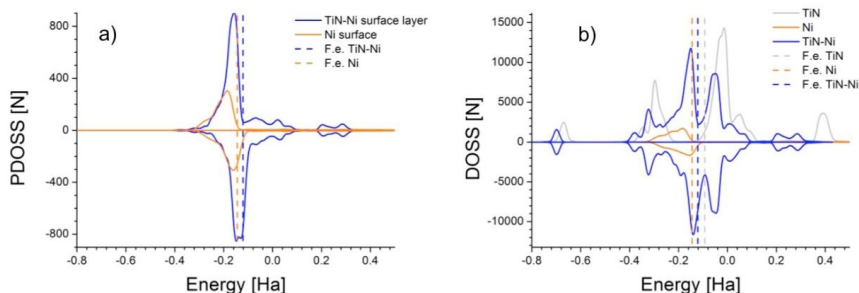 a)
TiN-Ni surface layer
Ni surface
F.e. TiN-Ni
F.e. Ni
PDOSS [N]
800
400
0
-400
-800
-0.8 -0.6 -0.4 -0.2 0.0 0.2 0.4
Energy [Ha]
b)
TiN
Ni
TiN-Ni
F.e. TiN
F.e. Ni
F.e. TiN-Ni
DOSS [N]
15000
10000
5000
0
-5000
-10000
-0.8 -0.6 -0.4 -0.2 0.0 0.2 0.4
Energy [Ha]